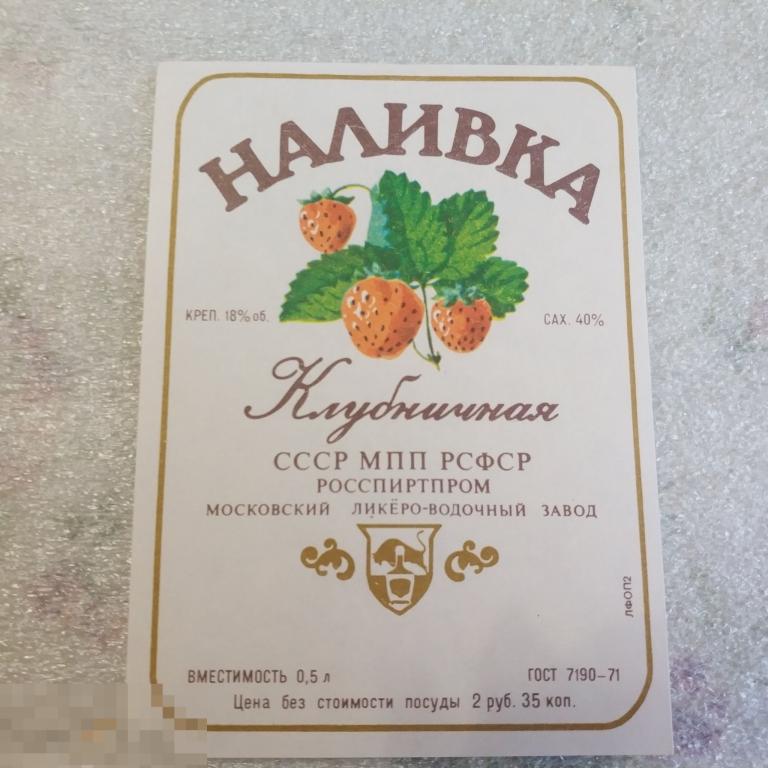 НАЛИВКА
КРЕП. 18% об.
САХ. 40%
Клубничная
СССР МПП РСФСР
РОССПИРТПРОМ
МОСКОВСКИЙ ЛИКЁРО-ВОДОЧНЫЙ ЗАВОД
ЛФОП2
ВМЕСТИМОСТЬ 0,5 л
ГОСТ 7190-71
Цена без стоимости посуды 2 руб. 35 коп.